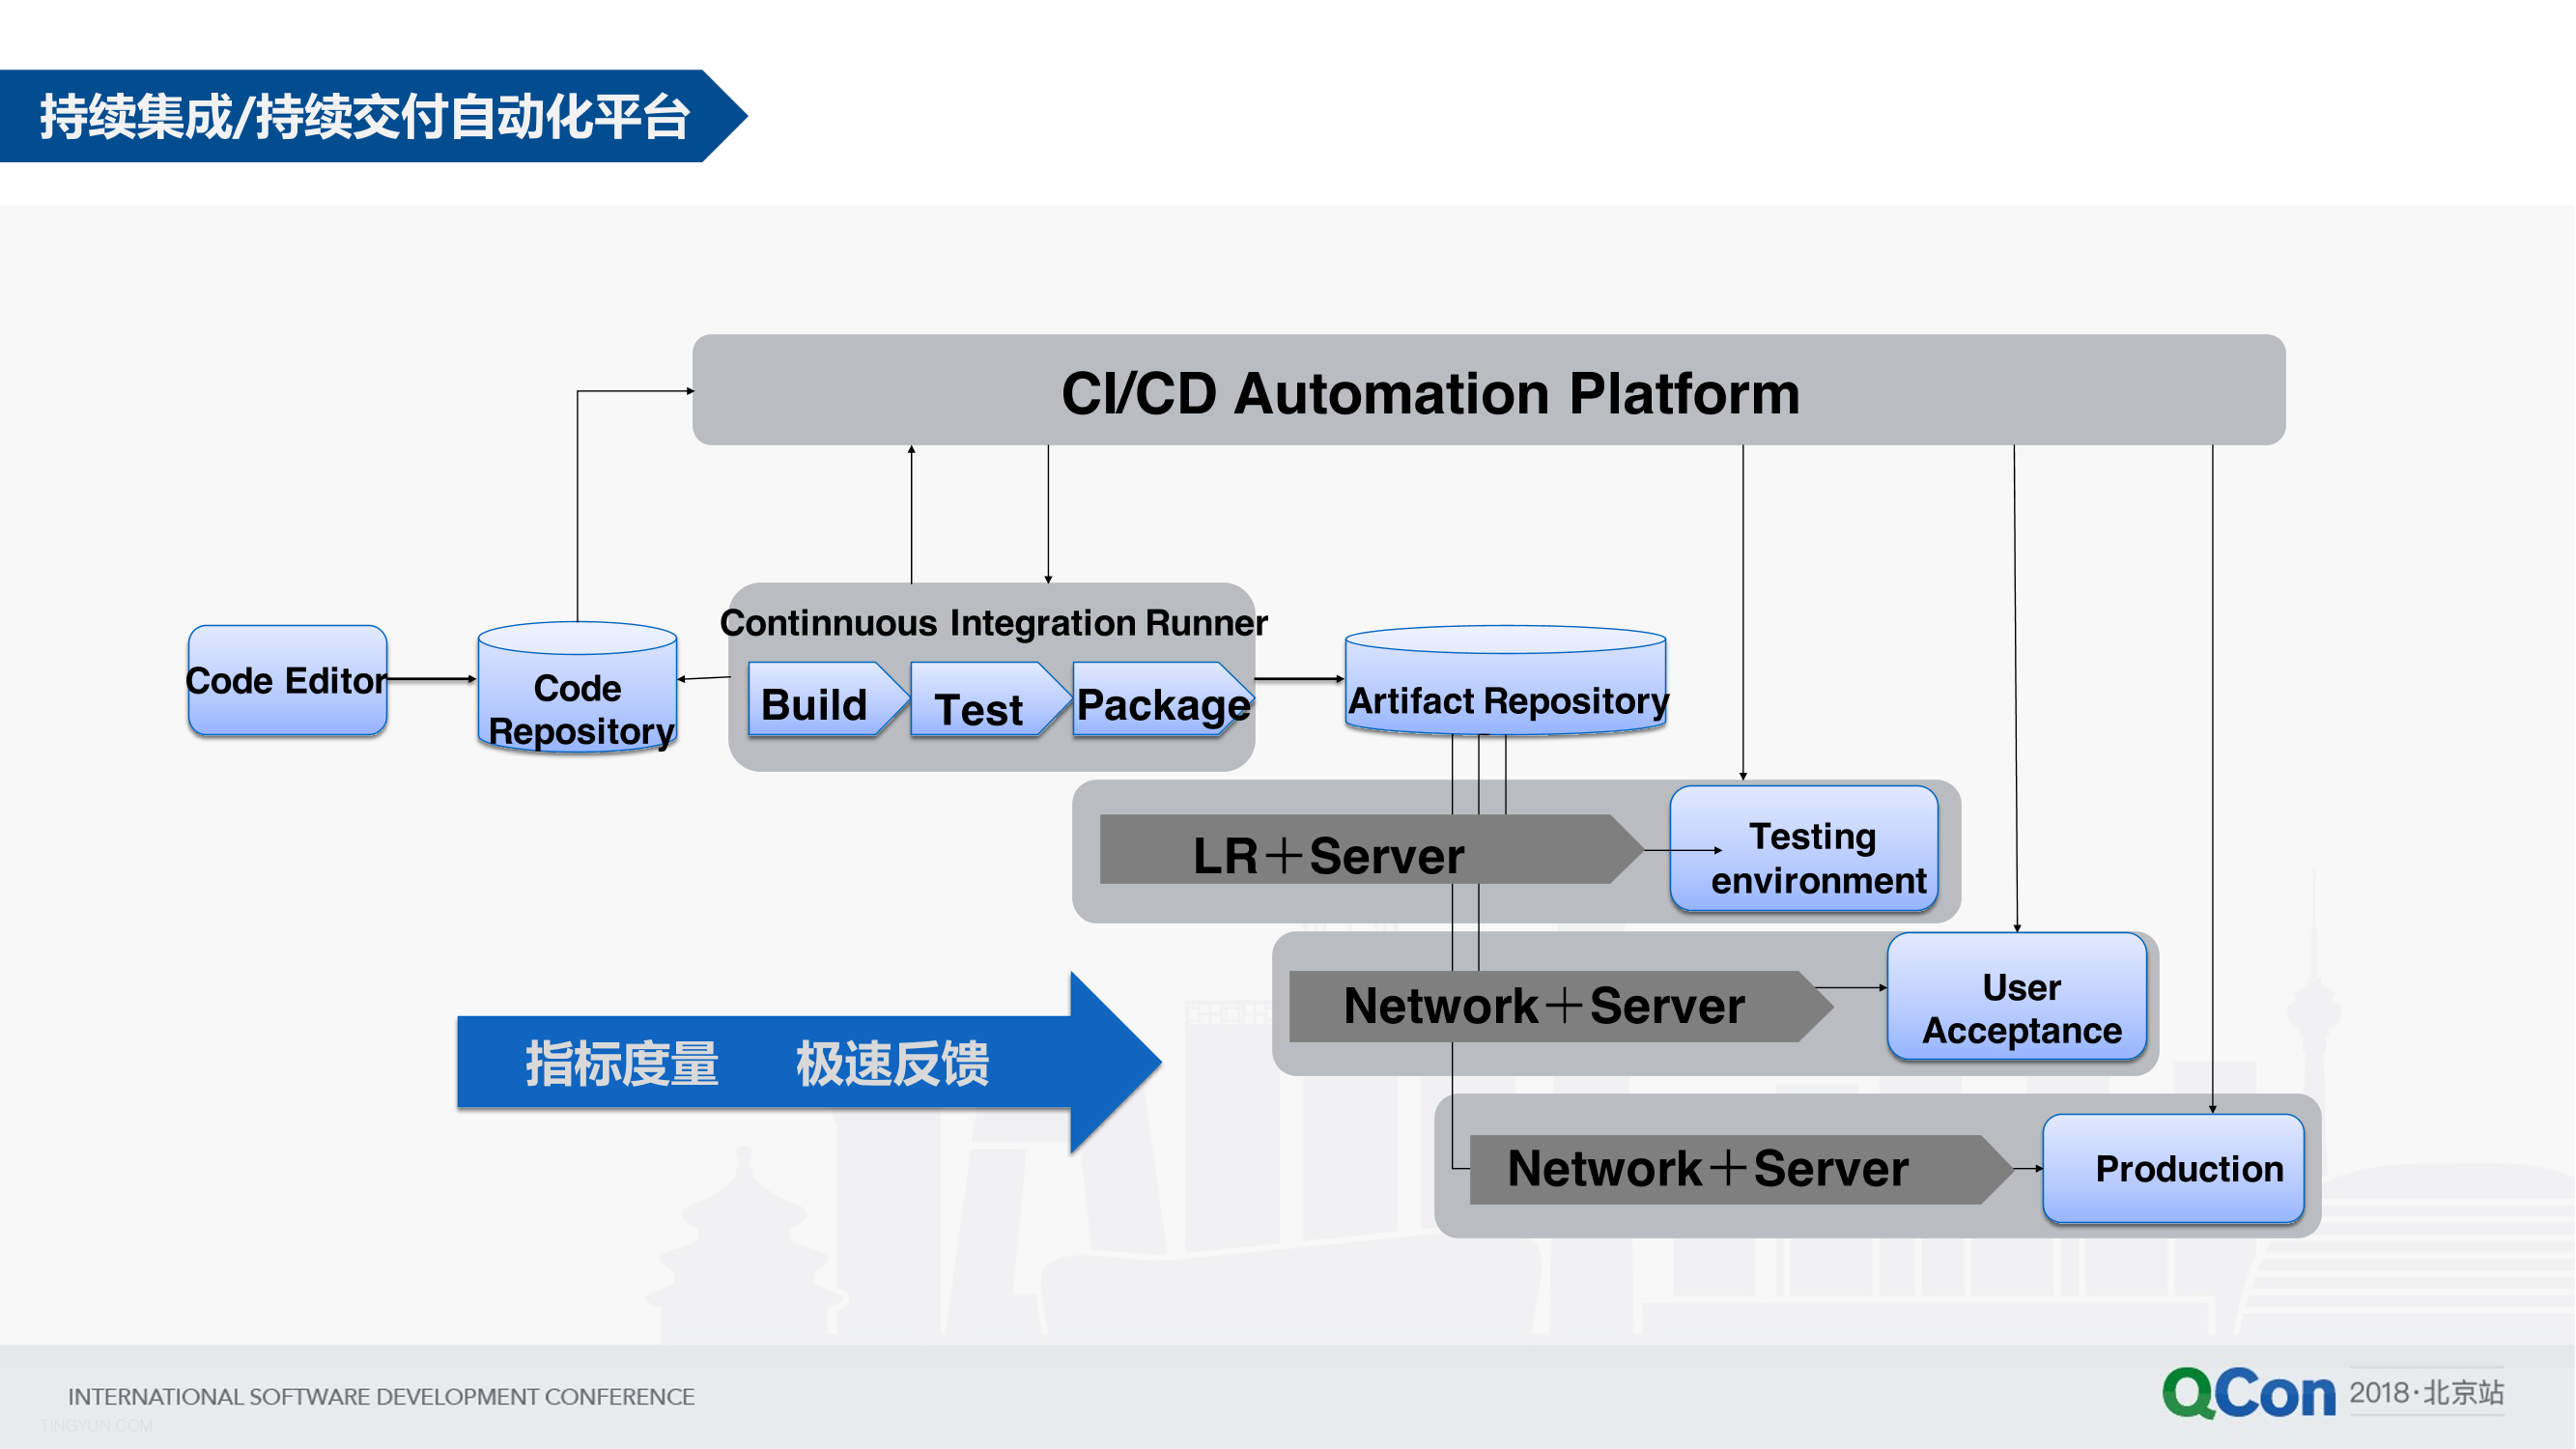 持续集成/持续交付自动化平台
CI/CD Automation Platform
Continnuous Integration Runner
Code Editor
Code
Repository
Build
Test
Package
Artifact Repository
LR＋Server
Testing
environment
Network＋Server
User
Acceptance
指标度量 极速反馈
Network＋Server
Production
INTERNATIONAL SOFTWARE DEVELOPMENT CONFERENCE
TINGYUN.COM
QCon 2018·北京站